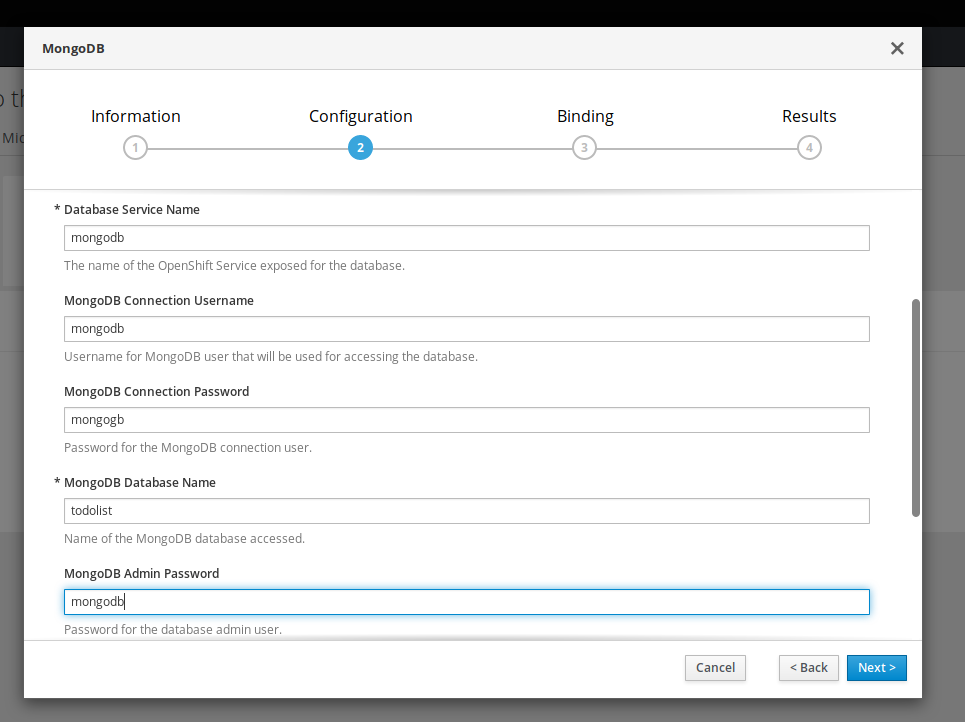 MongoDB
Information Configuration Binding Results
1 2 3 4
* Database Service Name
mongodb
The name of the OpenShift Service exposed for the database.
MongoDB Connection Username
mongodb
Username for MongoDB user that will be used for accessing the database.
MongoDB Connection Password
mongogb
Password for the MongoDB connection user.
* MongoDB Database Name
todolist
Name of the MongoDB database accessed.
MongoDB Admin Password
mongodb
Password for the database admin user.
Cancel < Back Next >